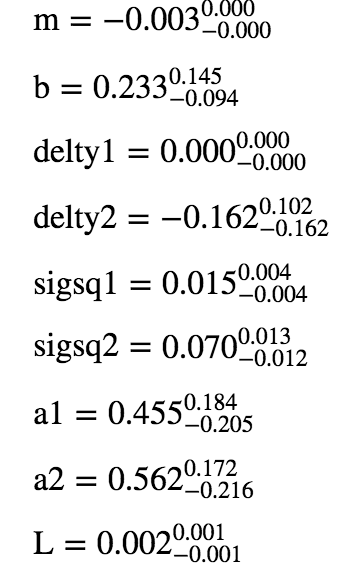 m = −0.003^{0.000}_{−0.000}
b = 0.233^{0.145}_{−0.094}
delty1 = 0.000^{0.000}_{−0.000}
delty2 = −0.162^{0.102}_{−0.162}
sigsq1 = 0.015^{0.004}_{−0.004}
sigsq2 = 0.070^{0.013}_{−0.012}
a1 = 0.455^{0.184}_{−0.205}
a2 = 0.562^{0.172}_{−0.216}
L = 0.002^{0.001}_{−0.001}